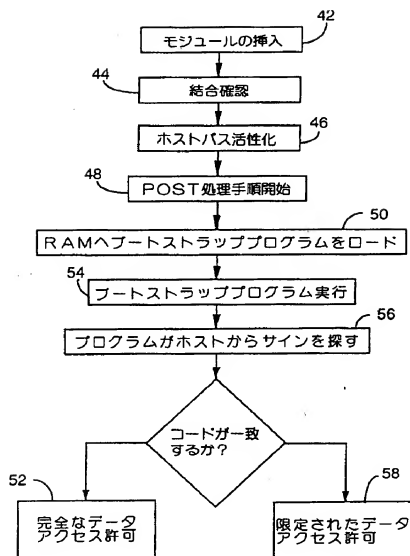 モジュールの挿入
42
44
結合確認
46
ホストバス活性化
48
POST処理手順開始
50
RAMへブートストラッププログラムをロード
54
ブートストラッププログラム実行
56
プログラムがホストからサインを探す
コードが一致
するか?
52
完全なデータ
アクセス許可
58
限定されたデータ
アクセス許可